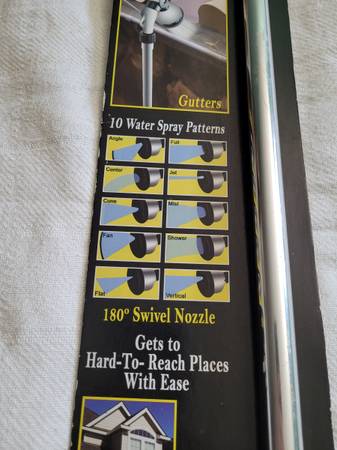 Gutters
10 Water Spray Patterns
Angle Full
Center Jet
Cone Mist
Fan Shower
Flat Vertical
180° Swivel Nozzle
Gets to
Hard-To- Reach Places
With Ease